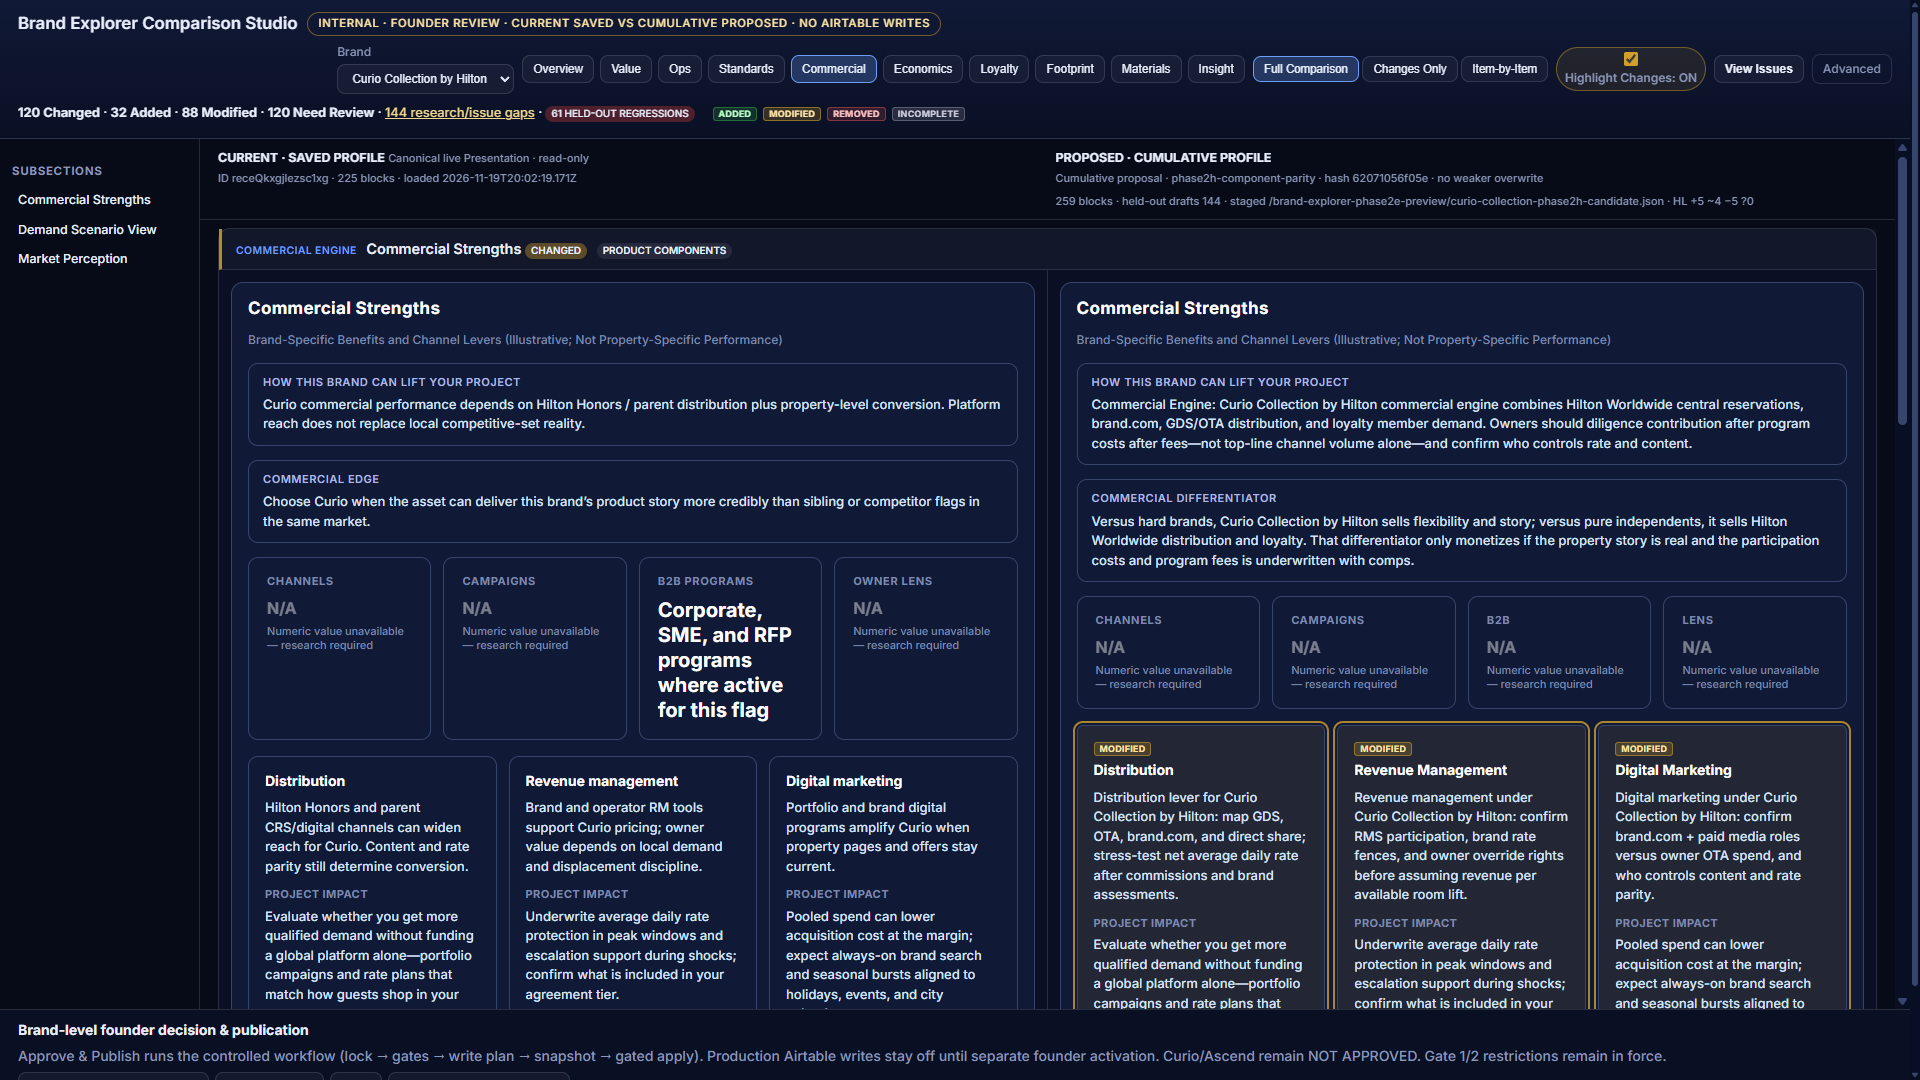 Brand Explorer Comparison Studio
INTERNAL · FOUNDER REVIEW · CURRENT SAVED VS CUMULATIVE PROPOSED · NO AIRTABLE WRITES
Brand
Curio Collection by Hilton
Overview
Value
Ops
Standards
Commercial
Economics
Loyalty
Footprint
Materials
Insight
Full Comparison
Changes Only
Item-by-Item
Highlight Changes: ON
View Issues
Advanced
120 Changed · 32 Added · 88 Modified · 120 Need Review · 144 research/issue gaps · 61 HELD-OUT REGRESSIONS
ADDED
MODIFIED
REMOVED
INCOMPLETE
SUBSECTIONS
Commercial Strengths
Demand Scenario View
Market Perception
CURRENT · SAVED PROFILE Canonical live Presentation · read-only
ID receQkxgjlezsc1xg · 225 blocks · loaded 2026-11-19T20:02:19.171Z
PROPOSED · CUMULATIVE PROFILE
Cumulative proposal · phase2h-component-parity · hash 62071056f05e · no weaker overwrite
259 blocks · held-out drafts 144 · staged /brand-explorer-phase2e-preview/curio-collection-phase2h-candidate.json · HL +5 ~4 −5 ?0
COMMERCIAL ENGINE Commercial Strengths CHANGED PRODUCT COMPONENTS
Commercial Strengths
Brand-Specific Benefits and Channel Levers (Illustrative; Not Property-Specific Performance)
HOW THIS BRAND CAN LIFT YOUR PROJECT
Curio commercial performance depends on Hilton Honors / parent distribution plus property-level conversion. Platform
reach does not replace local competitive-set reality.
COMMERCIAL EDGE
Choose Curio when the asset can deliver this brand's product story more credibly than sibling or competitor flags in
the same market.
CHANNELS
N/A
Numeric value unavailable
— research required
CAMPAIGNS
N/A
Numeric value unavailable
— research required
B2B PROGRAMS
Corporate,
SME, and RFP
programs
where active
for this flag
OWNER LENS
N/A
Numeric value unavailable
— research required
Distribution
Hilton Honors and parent
CRS/digital channels can widen
reach for Curio. Content and rate
parity still determine conversion.
PROJECT IMPACT
Evaluate whether you get more
qualified demand without funding
a global platform alone—portfolio
campaigns and rate plans that
match how guests shop in your
Revenue management
Brand and operator RM tools
support Curio pricing; owner
value depends on local demand
and displacement discipline.
PROJECT IMPACT
Underwrite average daily rate
protection in peak windows and
escalation support during shocks;
confirm what is included in your
agreement tier.
Digital marketing
Portfolio and brand digital
programs amplify Curio when
property pages and offers stay
current.
PROJECT IMPACT
Pooled spend can lower
acquisition cost at the margin;
expect always-on brand search
and seasonal bursts aligned to
holidays, events, and city
Commercial Strengths
Brand-Specific Benefits and Channel Levers (Illustrative; Not Property-Specific Performance)
HOW THIS BRAND CAN LIFT YOUR PROJECT
Commercial Engine: Curio Collection by Hilton commercial engine combines Hilton Worldwide central reservations,
brand.com, GDS/OTA distribution, and loyalty member demand. Owners should diligence contribution after program
costs after fees—not top-line channel volume alone—and confirm who controls rate and content.
COMMERCIAL DIFFERENTIATOR
Versus hard brands, Curio Collection by Hilton sells flexibility and story; versus pure independents, it sells Hilton
Worldwide distribution and loyalty. That differentiator only monetizes if the property story is real and the participation
costs and program fees is underwritten with comps.
CHANNELS
N/A
Numeric value unavailable
— research required
CAMPAIGNS
N/A
Numeric value unavailable
— research required
B2B
N/A
Numeric value unavailable
— research required
LENS
N/A
Numeric value unavailable
— research required
MODIFIED
Distribution
Distribution lever for Curio
Collection by Hilton: map GDS,
OTA, brand.com, and direct share;
stress-test net average daily rate
after commissions and brand
assessments.
PROJECT IMPACT
Evaluate whether you get more
qualified demand without funding
a global platform alone—portfolio
campaigns and rate plans that
MODIFIED
Revenue Management
Revenue management under
Curio Collection by Hilton: confirm
RMS participation, brand rate
fences, and owner override rights
before assuming revenue per
available room lift.
PROJECT IMPACT
Underwrite average daily rate
protection in peak windows and
escalation support during shocks;
confirm what is included in your
MODIFIED
Digital Marketing
Digital marketing under Curio
Collection by Hilton: confirm
brand.com + paid media roles
versus owner OTA spend, and
who controls content and rate
parity.
PROJECT IMPACT
Pooled spend can lower
acquisition cost at the margin;
expect always-on brand search
and seasonal bursts aligned to
Brand-level founder decision & publication
Approve & Publish runs the controlled workflow (lock → gates → write plan → snapshot → gated apply). Production Airtable writes stay off until separate founder activation. Curio/Ascend remain NOT APPROVED. Gate 1/2 restrictions remain in force.